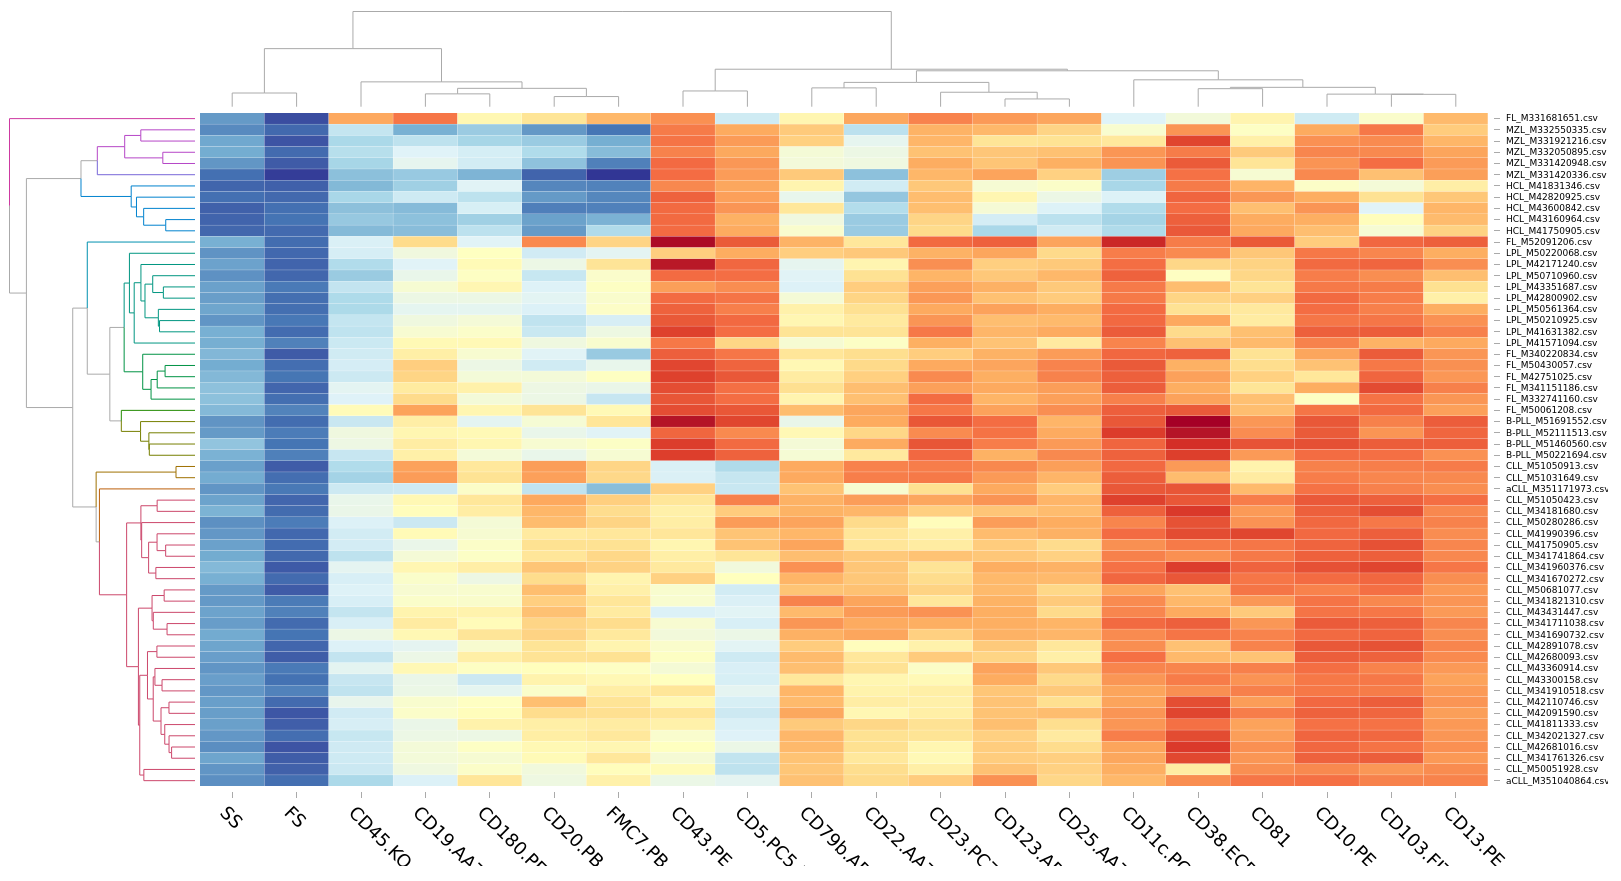 FL_M331681651.csv
MZL_M332550335.csv
MZL_M331921216.csv
MZL_M332050895.csv
MZL_M331420948.csv
MZL_M331420336.csv
HCL_M41831346.csv
HCL_M42820925.csv
HCL_M43600842.csv
HCL_M43160964.csv
HCL_M41750905.csv
FL_M52091206.csv
LPL_M50220068.csv
LPL_M42171240.csv
LPL_M50710960.csv
LPL_M43351687.csv
LPL_M42800902.csv
LPL_M50561364.csv
LPL_M50210925.csv
LPL_M41631382.csv
LPL_M41571094.csv
FL_M340220834.csv
FL_M50430057.csv
FL_M42751025.csv
FL_M341151186.csv
FL_M332741160.csv
FL_M50061208.csv
B-PLL_M51691552.csv
B-PLL_M52111513.csv
B-PLL_M51460560.csv
B-PLL_M50221694.csv
CLL_M51050913.csv
CLL_M51031649.csv
aCLL_M351171973.csv
CLL_M51050423.csv
CLL_M34181680.csv
CLL_M50280286.csv
CLL_M41990396.csv
CLL_M41750905.csv
CLL_M341741864.csv
CLL_M341960376.csv
CLL_M341670272.csv
CLL_M50681077.csv
CLL_M341821310.csv
CLL_M43431447.csv
CLL_M341711038.csv
CLL_M341690732.csv
CLL_M42891078.csv
CLL_M42680093.csv
CLL_M43360914.csv
CLL_M43300158.csv
CLL_M341910518.csv
CLL_M42110746.csv
CLL_M42091590.csv
CLL_M41811333.csv
CLL_M342021327.csv
CLL_M42681016.csv
CLL_M341761326.csv
CLL_M50051928.csv
aCLL_M351040864.csv
SS
FS
CD45.KO
CD19.AA
CD180.PE
CD20.PB
FMC7.PB
CD43.PE
CD5.PC5
CD79b.A
CD22.AA
CD23.PC
CD123.A
CD25.AA
CD11c.PC
CD38.EC
CD81
CD10.PE
CD103.FI
CD13.PE